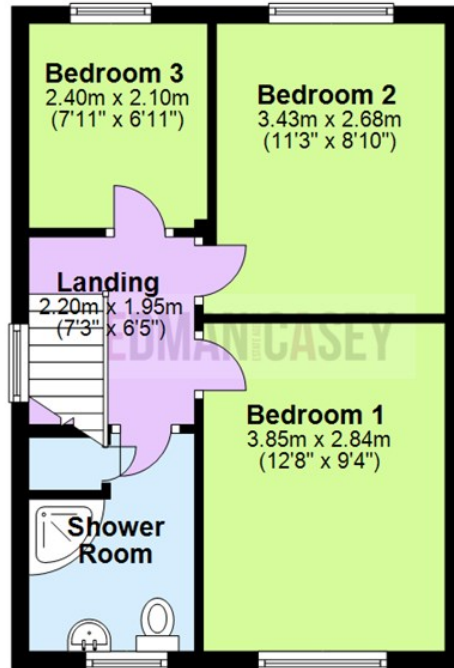 Bedroom 3
2.40m x 2.10m
(7'11" x 6'11")
Bedroom 2
3.43m x 2.68m
(11'3" x 8'10")
Landing
2.20m x 1.95m
(7'3" x 6'5")
EDMAN CASEY
Bedroom 1
3.85m x 2.84m
(12'8" x 9'4")
Shower
Room